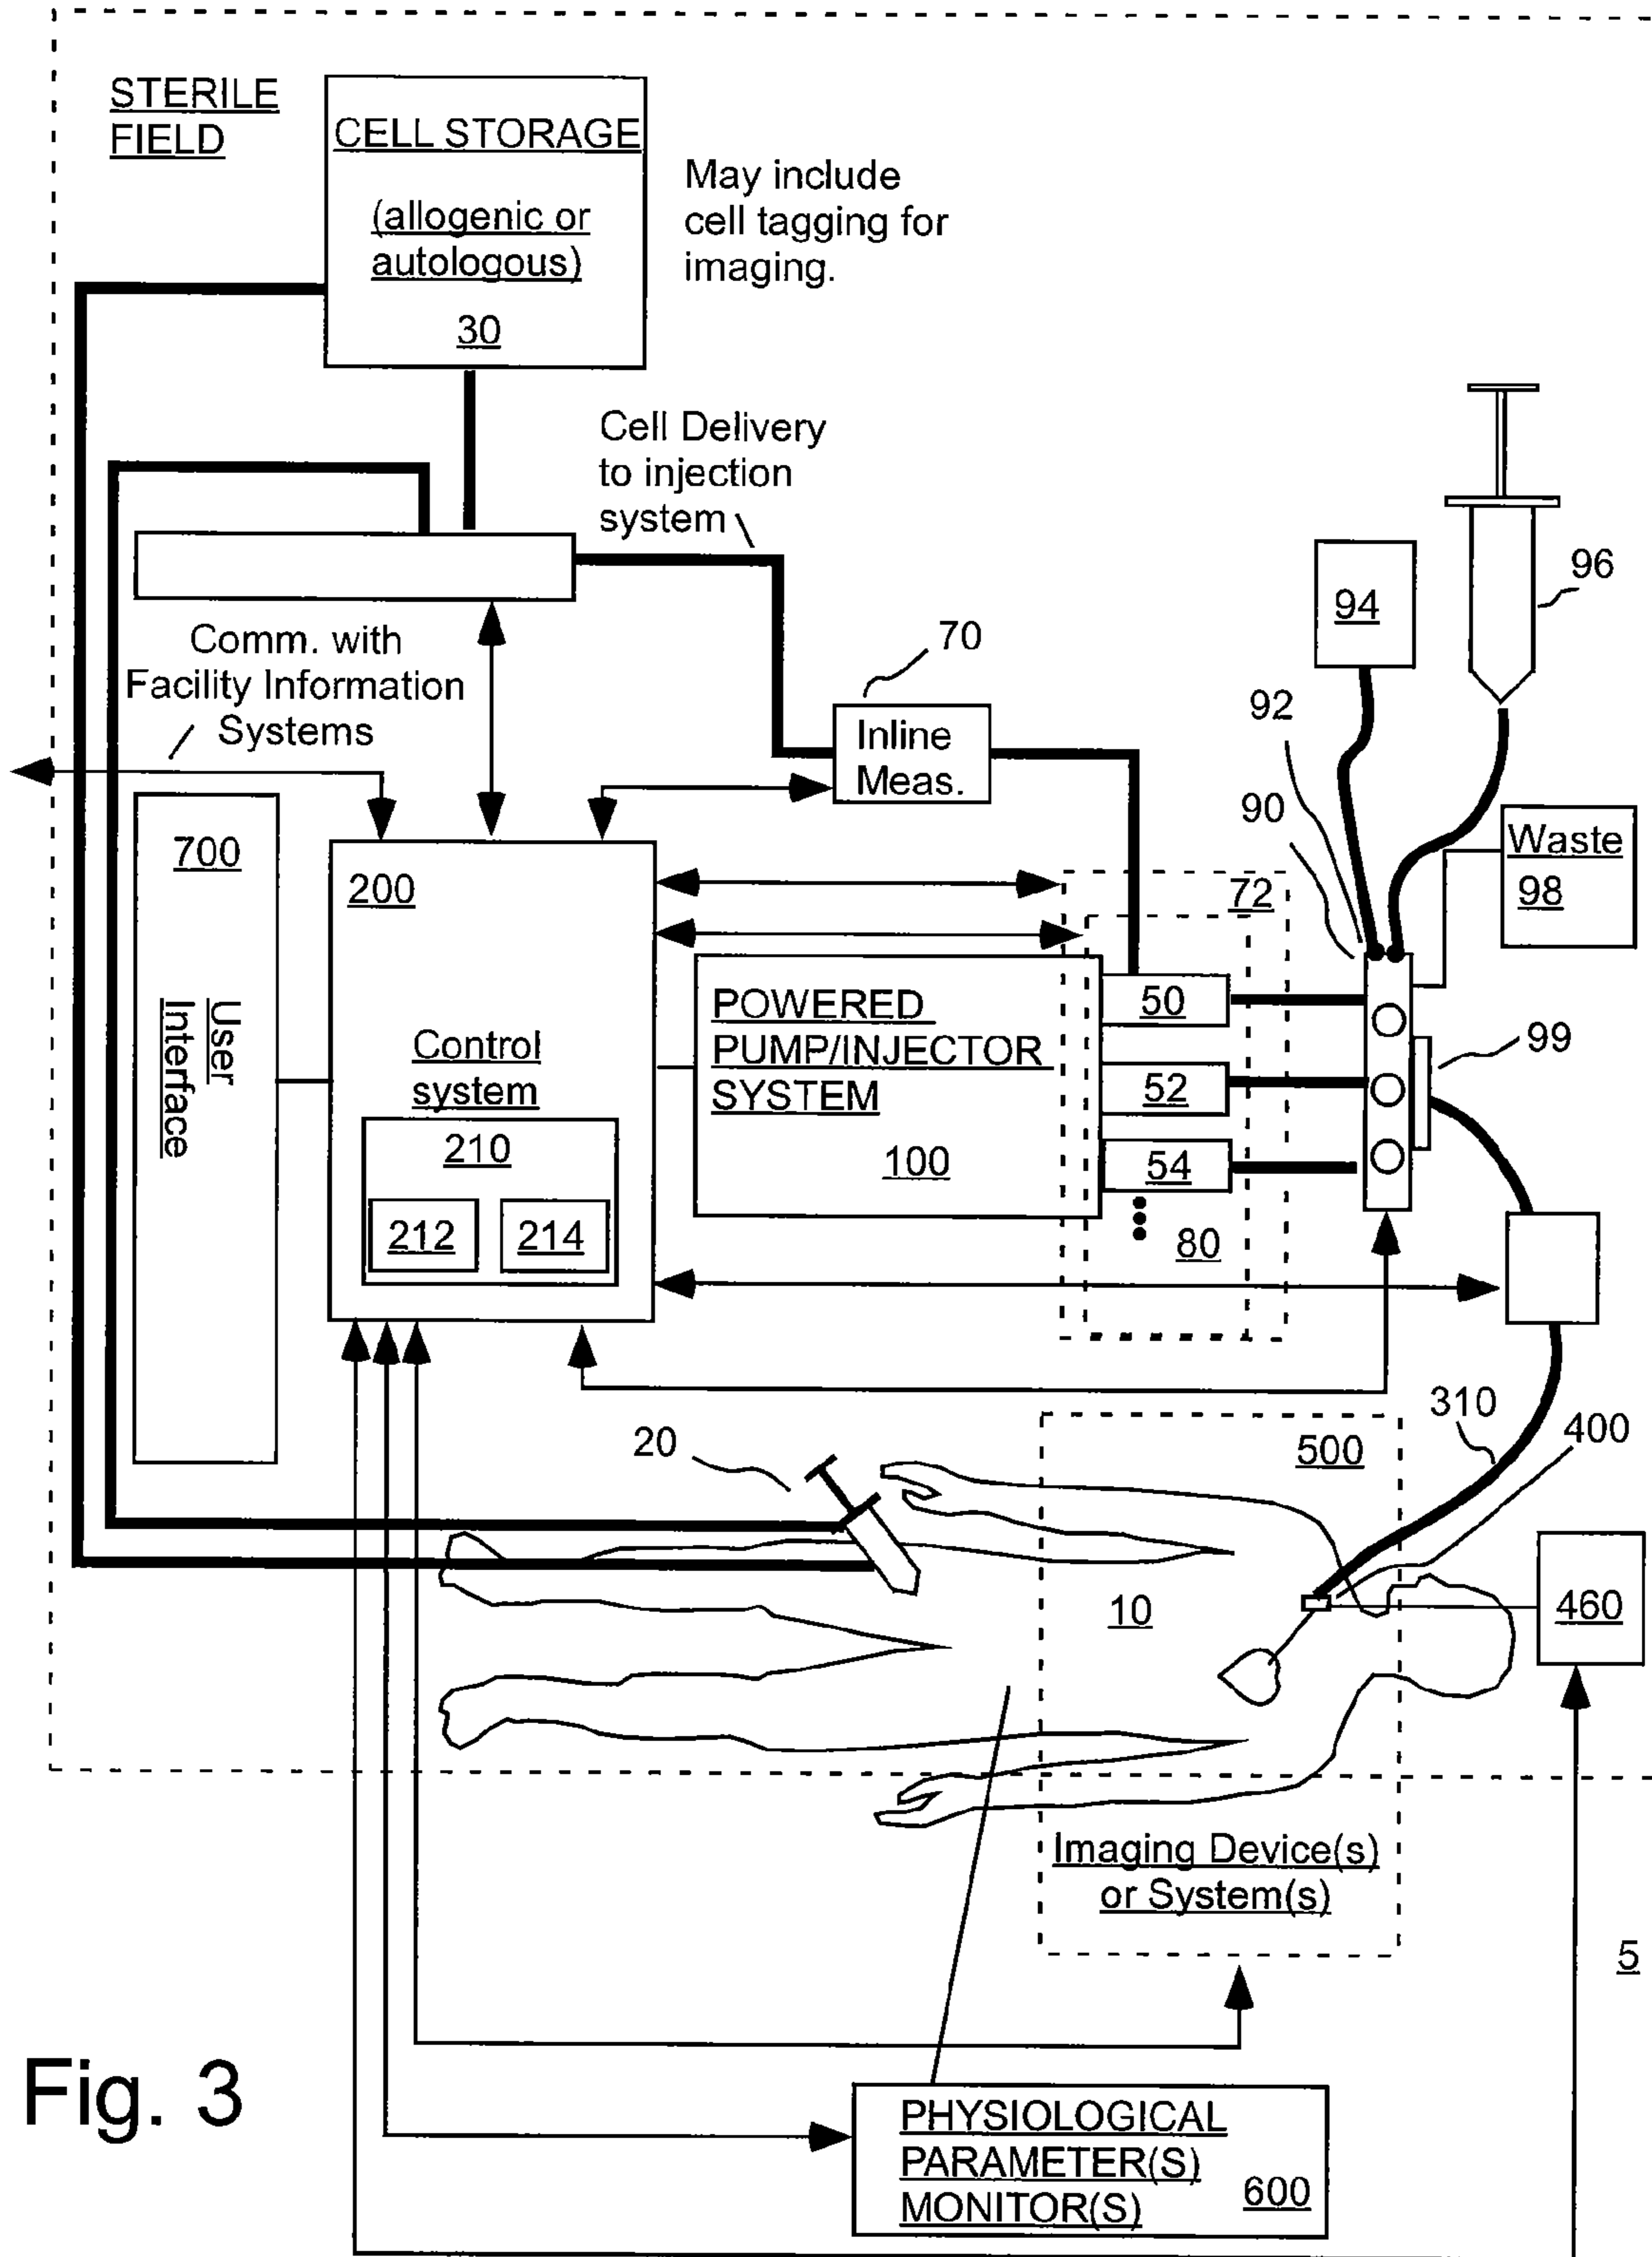 STERILE
FIELD
CELL STORAGE
(allogenic or
autologous)
30
May include
cell tagging for
imaging.
Cell Delivery
to injection
system
96
94
Comm. with
Facility Information
Systems
70
92
Inline
Meas.
90
Waste
98
700
User
Interface
200
72
Control
system
POWERED
PUMP/INJECTOR
SYSTEM
100
50
52
54
80
99
210
212
214
310
400
20
500
10
460
Imaging Device(s)
or System(s)
5
Fig. 3
PHYSIOLOGICAL
PARAMETER(S)
MONITOR(S)
600